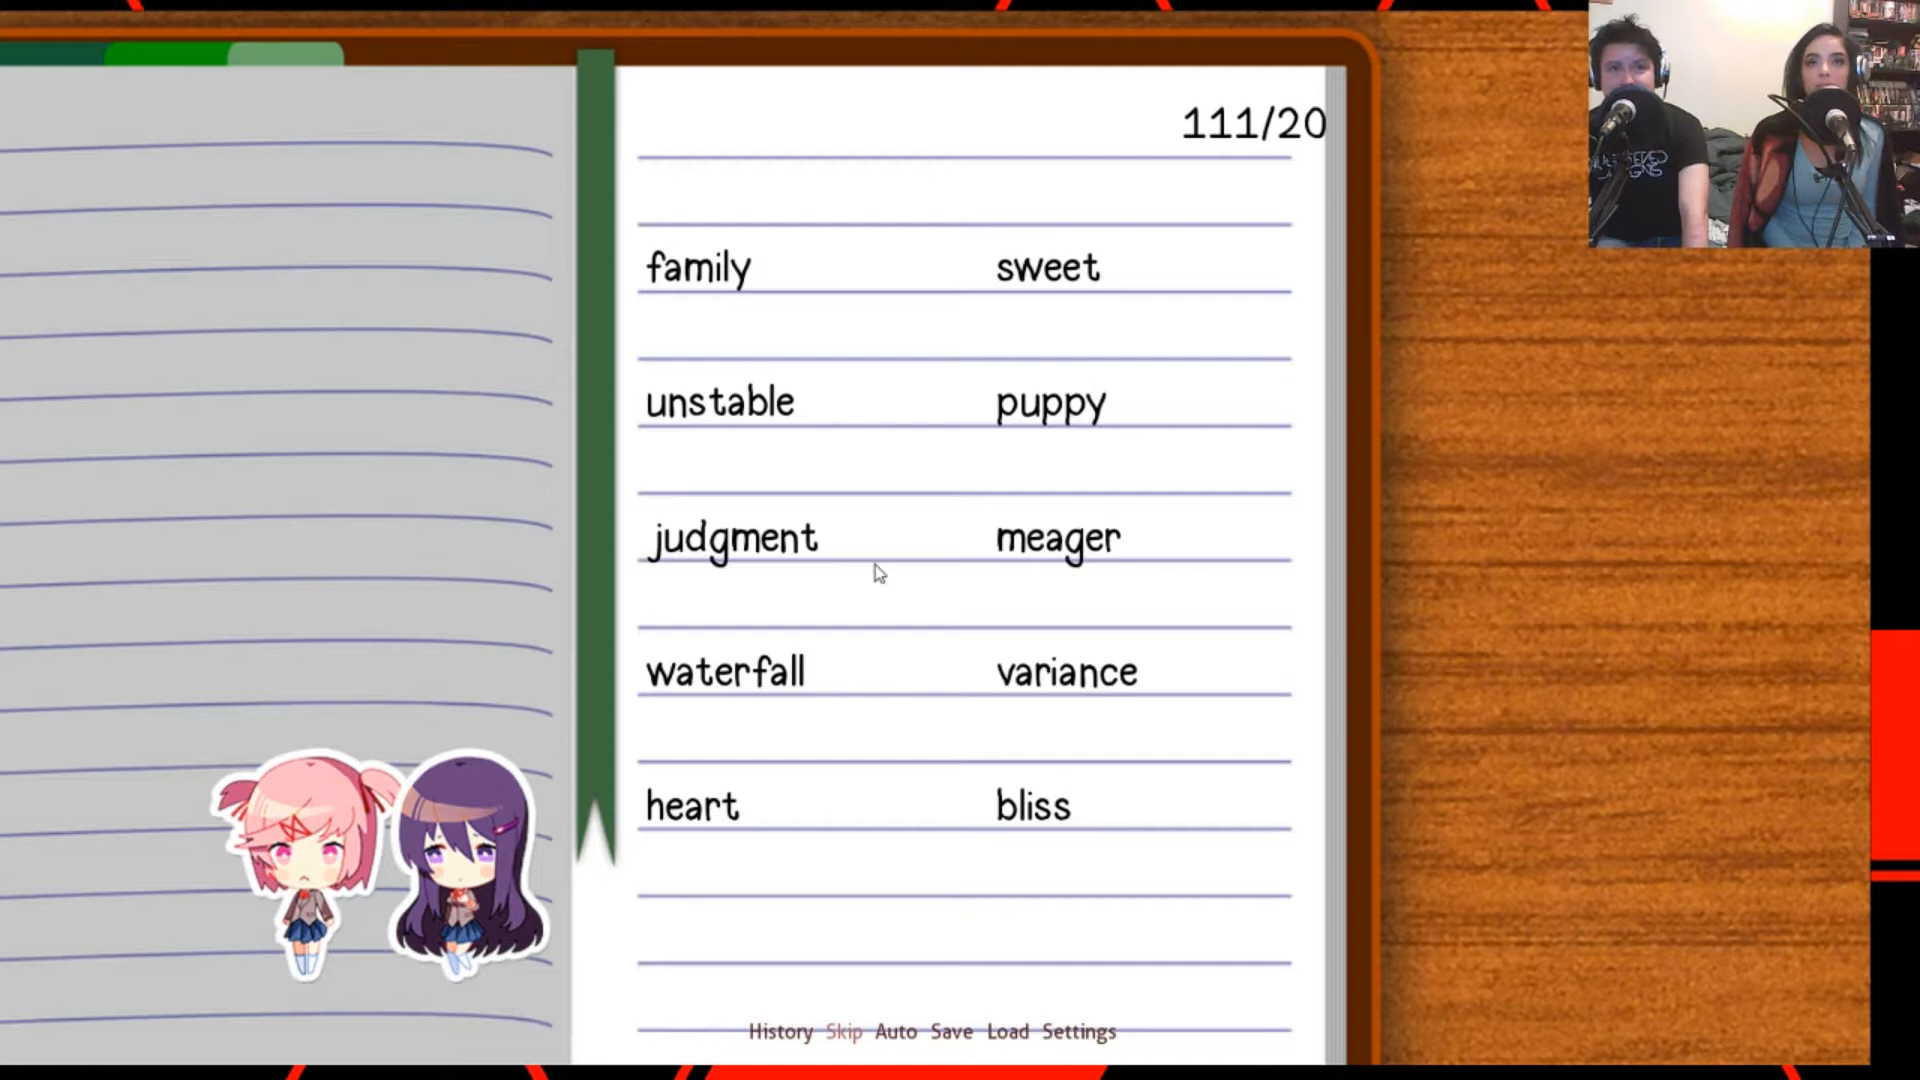 111/20
family sweet
unstable puppy
judgment meager
waterfall variance
heart bliss
History Skip Auto Save Load Settings